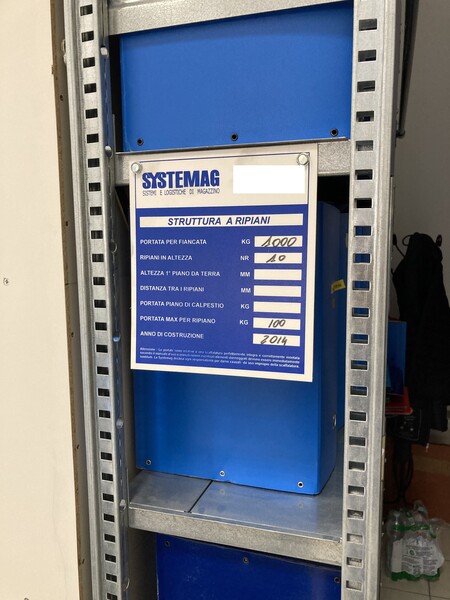 SYSTEMAG
SISTEMI E LOGISTICHE DI MAGAZZINO
STRUTTURA A RIPIANI
PORTATA PER FIANCATA KG 1000
RIPIANI IN ALTEZZA NR 10
ALTEZZA 1° PIANO DA TERRA MM
DISTANZA TRA I RIPIANI MM
PORTATA PIANO DI CALPESTIO KG
PORTATA MAX PER RIPIANO KG 100
ANNO DI COSTRUZIONE 2014